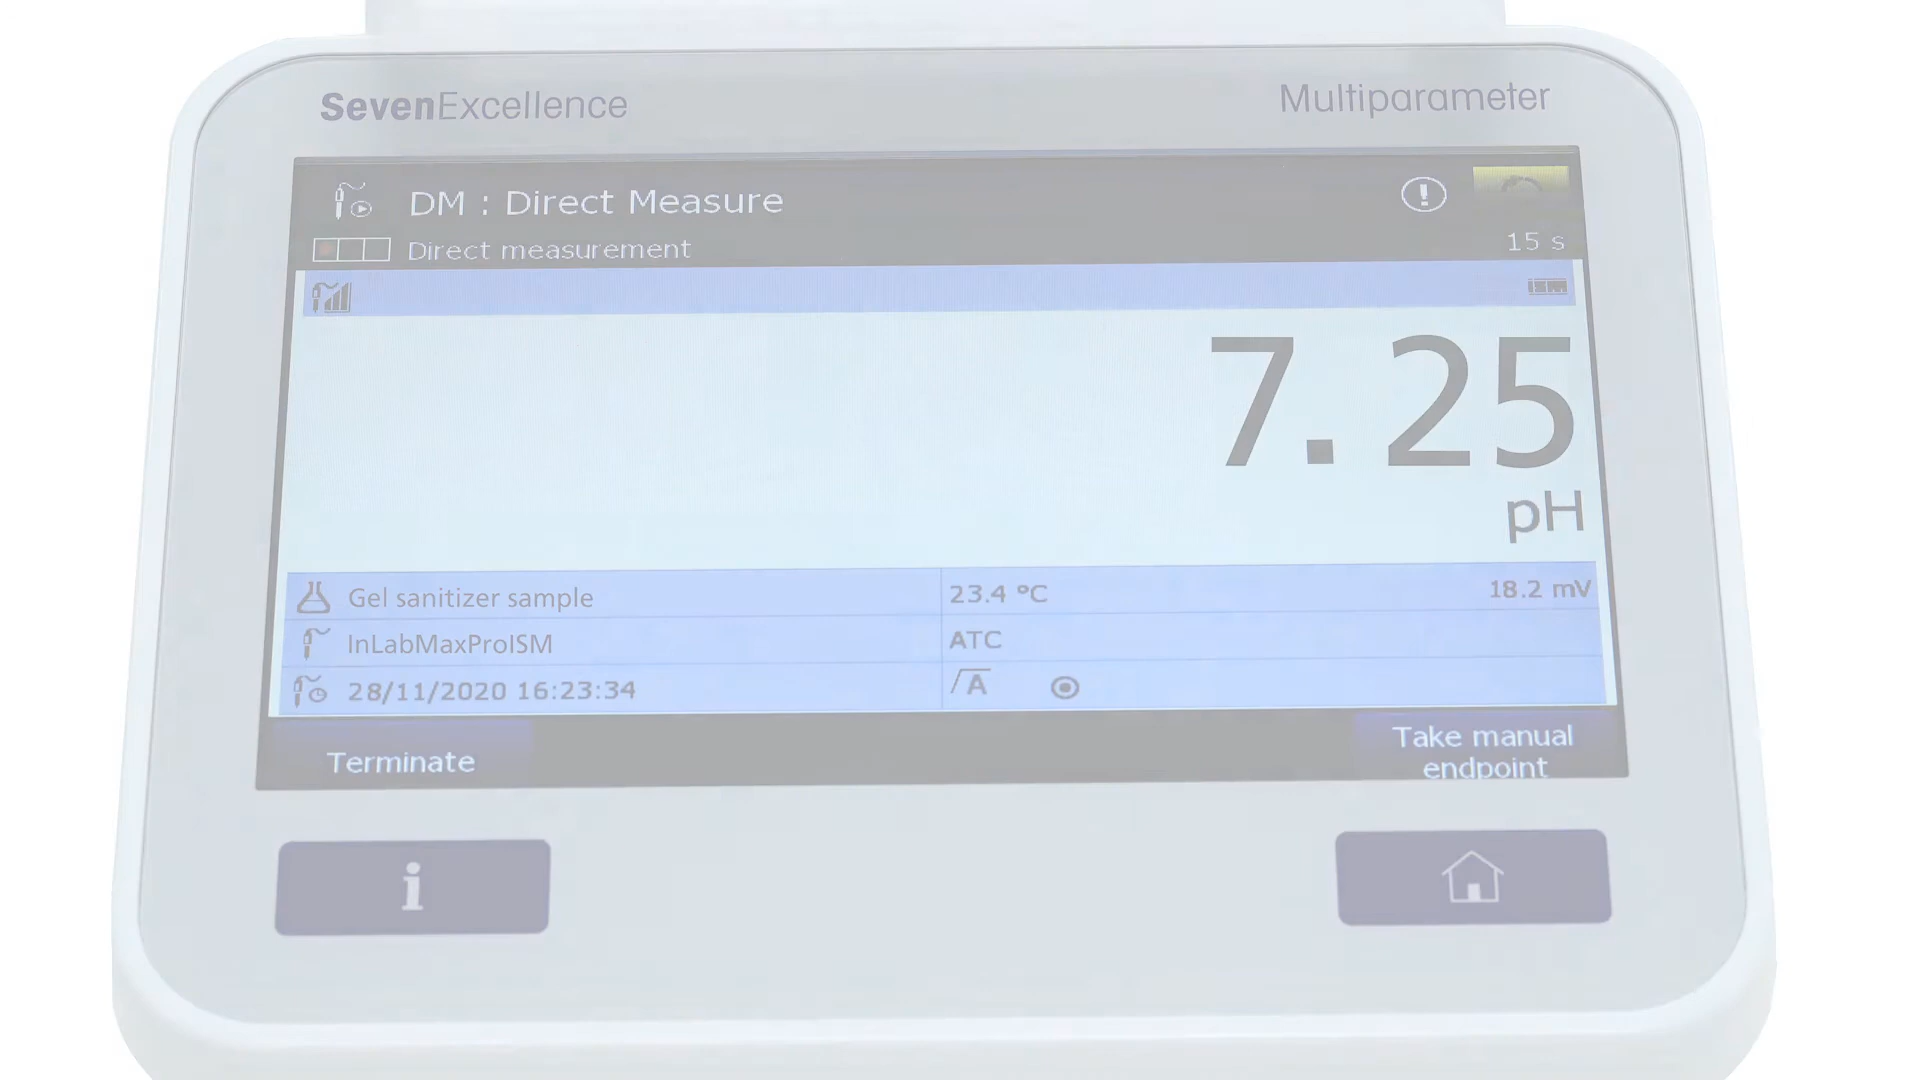 SevenExcellence
Multiparameter
DM : Direct Measure
Direct measurement
15 s
ISM
7.25
pH
Gel sanitizer sample
23.4 °C
18.2 mV
InLabMaxProISM
ATC
28/11/2020 16:23:34
A
Terminate
Take manual
endpoint
i